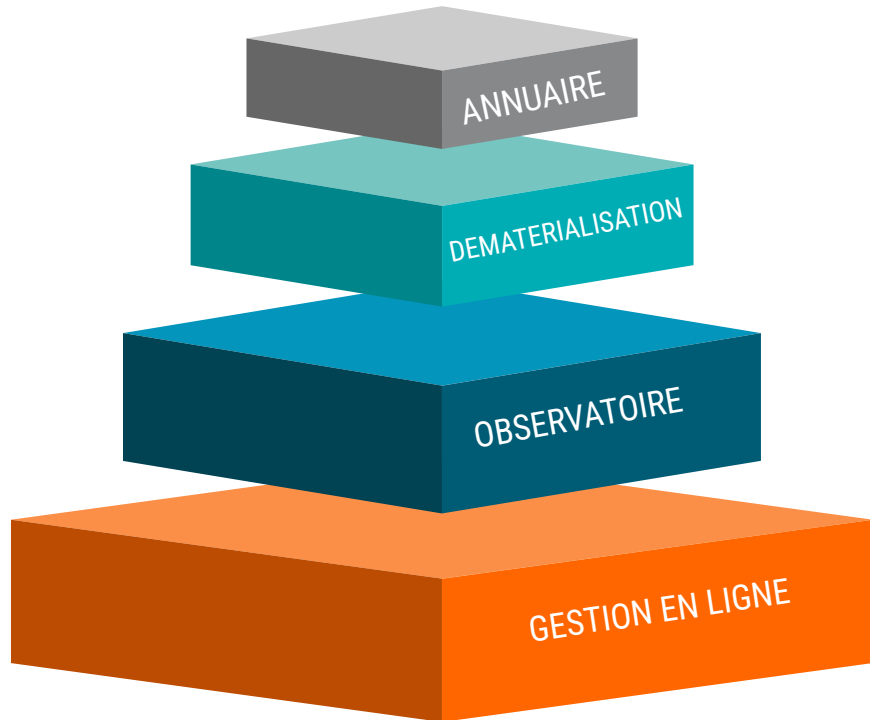 ANNUAIRE
DEMATERIALISATION
OBSERVATOIRE
GESTION EN LIGNE